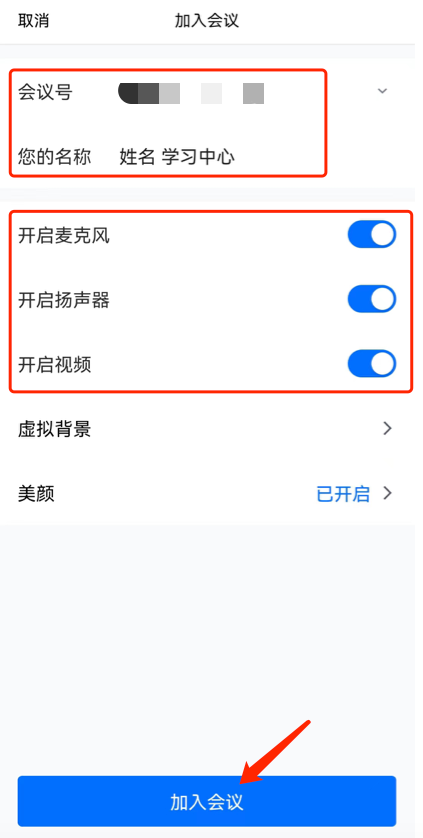 取消 加入会议
会议号
您的名称 姓名 学习中心
开启麦克风
开启扬声器
开启视频
虚拟背景
美颜 已开启
加入会议